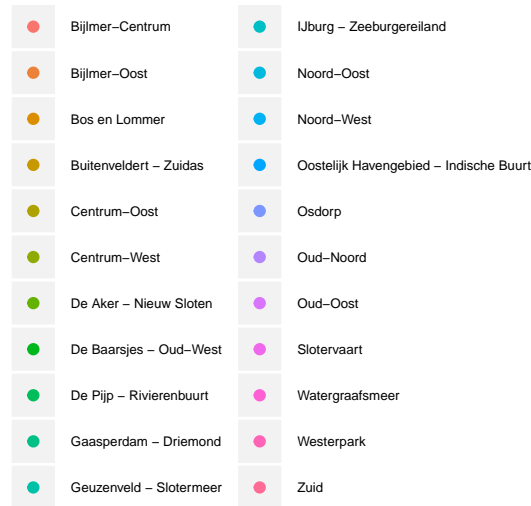 Bijlmer−Centrum
Bijlmer−Oost
Bos en Lommer
Buitenveldert − Zuidas
Centrum−Oost
Centrum−West
De Aker − Nieuw Sloten
De Baarsjes − Oud−West
De Pijp − Rivierenbuurt
Gaasperdam − Driemond
Geuzenveld − Slotermeer
IJburg − Zeeburgereiland
Noord−Oost
Noord−West
Oostelijk Havengebied − Indische Buurt
Osdorp
Oud−Noord
Oud−Oost
Slotervaart
Watergraafsmeer
Westerpark
Zuid